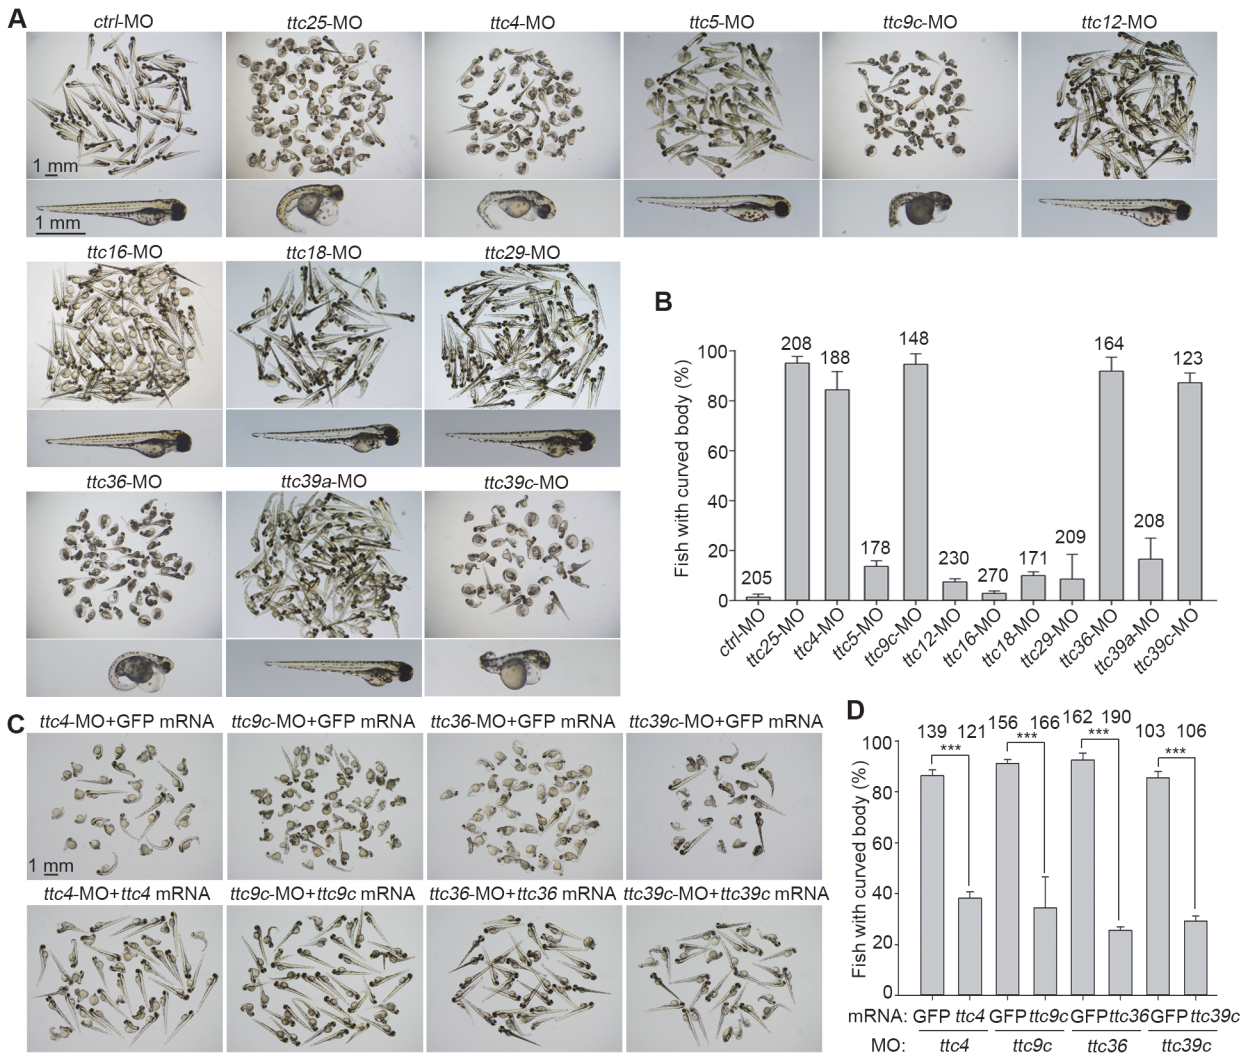 A
ctrl-MO
ttc25-MO
ttc4-MO
ttc5-MO
ttc9c-MO
ttc12-MO
1 mm
1 mm
ttc16-MO
ttc18-MO
ttc29-MO
ttc36-MO
ttc39a-MO
ttc39c-MO
B
Fish with curved body (%)
100
80
60
40
20
0
205
208
188
178
148
230
270
171
209
164
208
123
ctrl-MO
ttc25-MO
ttc4-MO
ttc5-MO
ttc9c-MO
ttc12-MO
ttc16-MO
ttc18-MO
ttc29-MO
ttc36-MO
ttc39a-MO
ttc39c-MO
C
ttc4-MO+GFP mRNA
ttc9c-MO+GFP mRNA
ttc36-MO+GFP mRNA
ttc39c-MO+GFP mRNA
1 mm
ttc4-MO+ttc4 mRNA
ttc9c-MO+ttc9c mRNA
ttc36-MO+ttc36 mRNA
ttc39c-MO+ttc39c mRNA
D
Fish with curved body (%)
100
80
60
40
20
0
139 121 156 166 162 190 103 106
*** *** *** ***
mRNA: GFP ttc4 GFP ttc9c GFP ttc36 GFP ttc39c
MO: ttc4 ttc9c ttc36 ttc39c